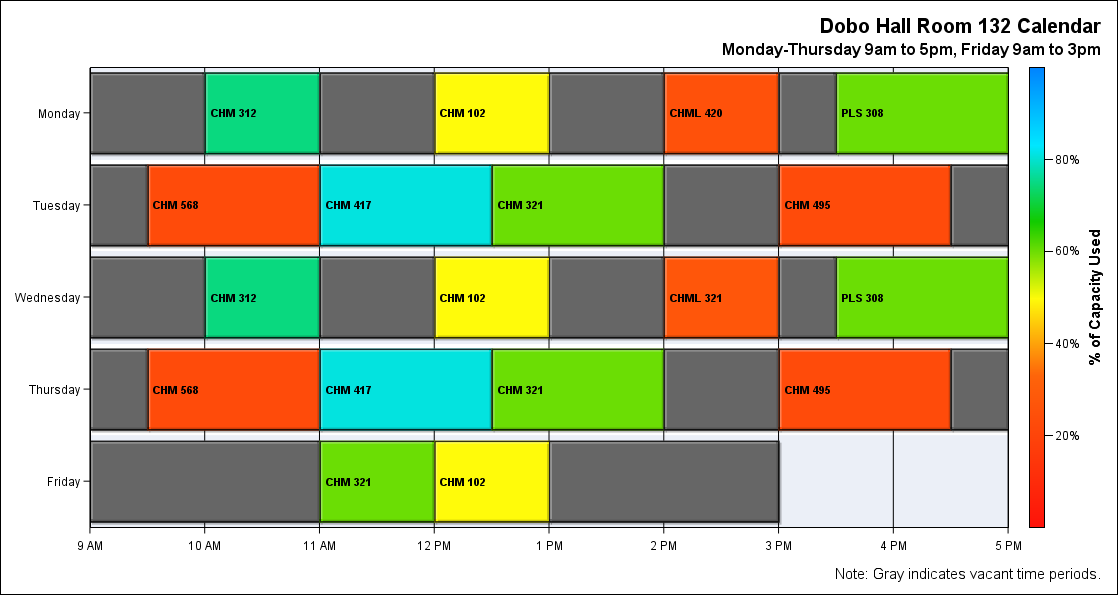 Dobo Hall Room 132 Calendar
Monday-Thursday 9am to 5pm, Friday 9am to 3pm
Monday
CHM 312
CHM 102
CHML 420
PLS 308
Tuesday
CHM 568
CHM 417
CHM 321
CHM 495
Wednesday
CHM 312
CHM 102
CHML 321
PLS 308
Thursday
CHM 568
CHM 417
CHM 321
CHM 495
Friday
CHM 321
CHM 102
9 AM
10 AM
11 AM
12 PM
1 PM
2 PM
3 PM
4 PM
5 PM
80%
60%
40%
20%
% of Capacity Used
Note: Gray indicates vacant time periods.